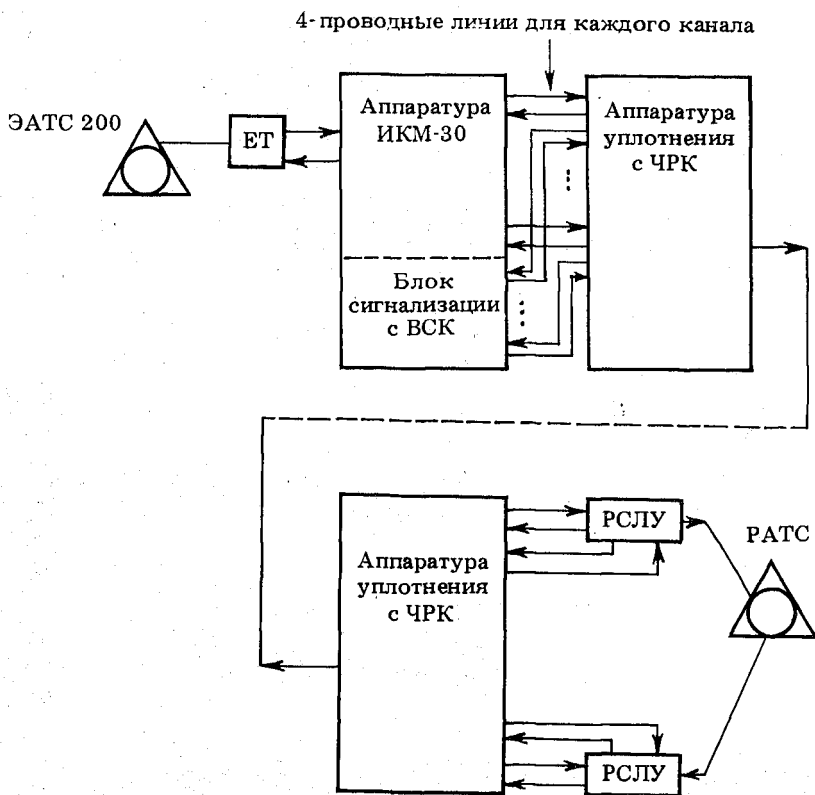 4- проводные линии для каждого канала
ЭАТС 200
ЕТ
Аппаратура
ИКМ-30
Блок
сигнализации
с ВСК
Аппаратура
уплотнения
с ЧРК
Аппаратура
уплотнения
с ЧРК
РСЛУ
РАТС
РСЛУ